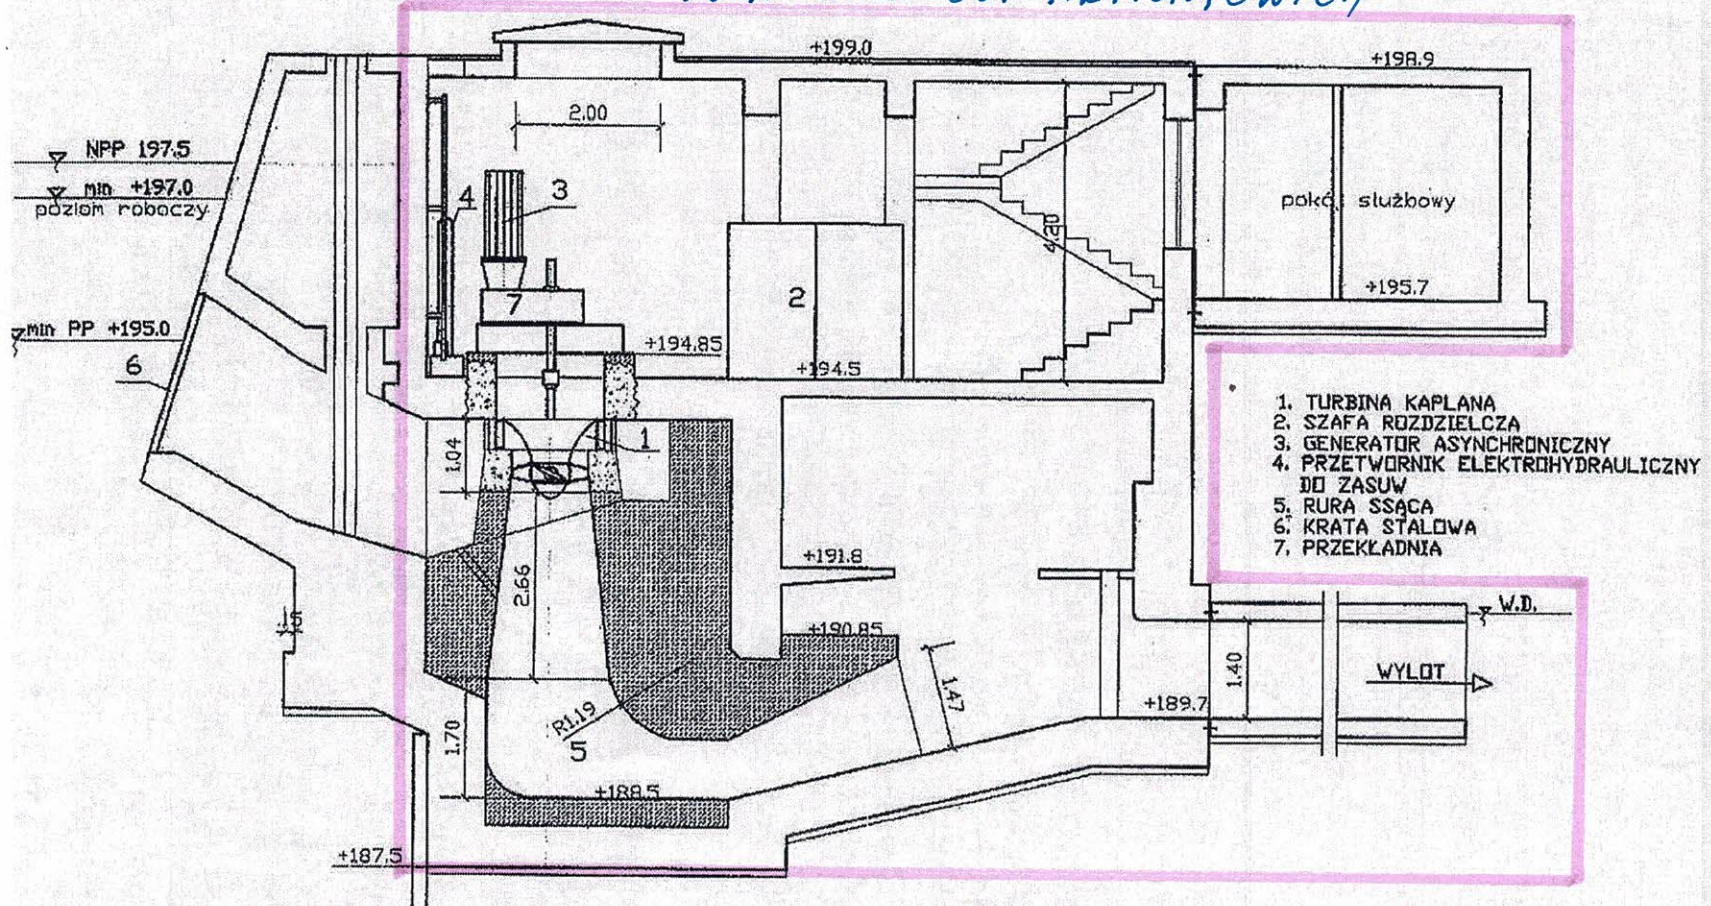 +199.0
+198.9
2.00
NPP 197.5
min +197.0
poziom roboczy
4
3
pokój służbowy
4.20
7
2
+195.7
min PP +195.0
+194.85
6
+194.5
1. TURBINA KAPLANA
2. SZAFA ROZDZIELCZA
3. GENERATOR ASYNCHRONICZNY
4. PRZETWORNIK ELEKTROHYDRAULICZNY
DO ZASUW
5. RURA SSĄCA
6. KRATA STALOWA
7. PRZEKŁADNIA
1
1.04
+191.8
2.66
W.D.
.15
+190.85
1.47
1.40
WYLOT
+189.7
R1.19
1.70
5
+188.5
+187.5